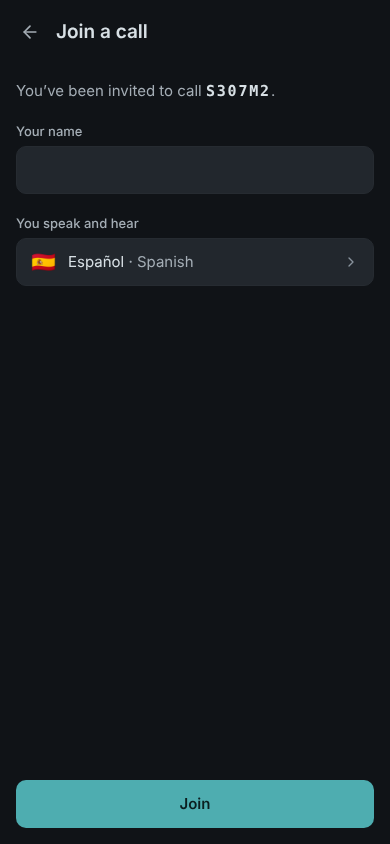 Join a call
You’ve been invited to call S307M2.
Your name
You speak and hear
Español · Spanish
Join